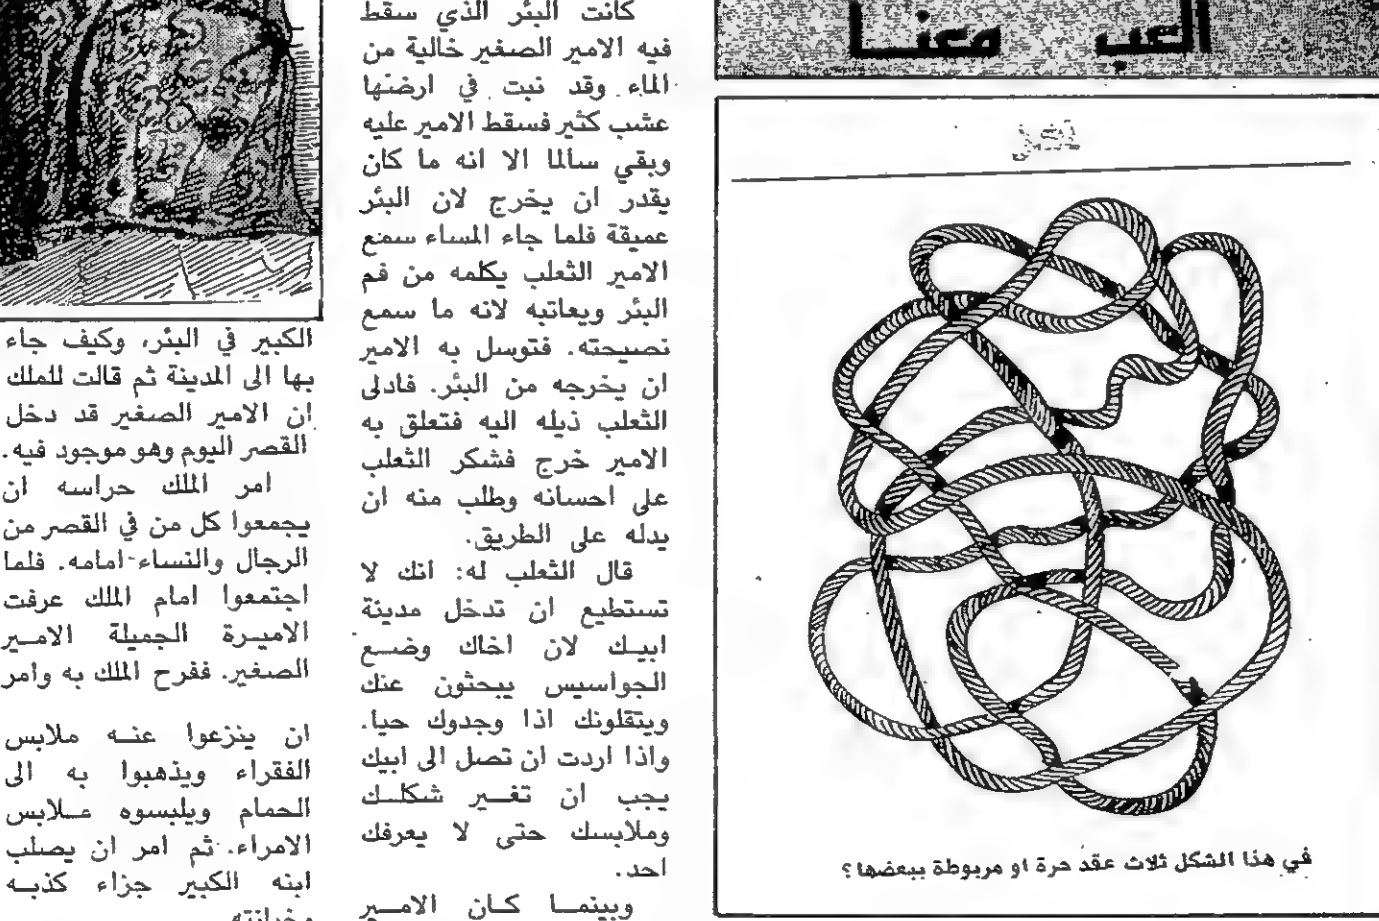 العب معنا
في هذا الشكل ثلاث عقد حرة او مربوطة ببعضها؟
كانت البئر الذي سقط
فيه الامير الصغير خالية من
الماء وقد نبت في ارضها
عشب كثير فسقط الامير عليه
وبقي سالما الا انه ما كان
يقدر ان يخرج لان البئر
عميقة فلما جاء المساء سمع
الامير الثعلب يكلمه من فم
البئر ويعاتبه لانه ما سمع
نصيحته. فتوسل به الامير
ان يخرجه من البئر. فادلى
الثعلب ذيله اليه فتعلق به
الامير خرج فشكر الثعلب
على احسانه وطلب منه ان
يدله على الطريق.
قال الثعلب له: انك لا
تستطيع ان تدخل مدينة
ابيك لان اخاك وضع
الجواسيس يبحثون عنك
ويتقلونك اذا وجدوك حيا.
واذا اردت ان تصل الى ابيك
يجب ان تغير شكلك
وملابسك حتى لا يعرفك
احد.
وبينما كان الامير
الكبير في البئر، وكيف جاء
بها الى المدينة ثم قالت للملك
ان الامير الصغير قد دخل
القصر اليوم وهو موجود فيه.
امر الملك حراسه ان
يجمعوا كل من في القصر من
الرجال والنساء امامه. فلما
اجتمعوا امام الملك عرفت
الاميرة الجميلة الامير
الصغير. ففرح الملك به وامر
ان ينزعوا عنه ملابس
الفقراء ويذهبوا به الى
الحمام ويلبسوه ملابس
الامراء. ثم امر ان يصلب
ابنه الكبير جزاء كذبه